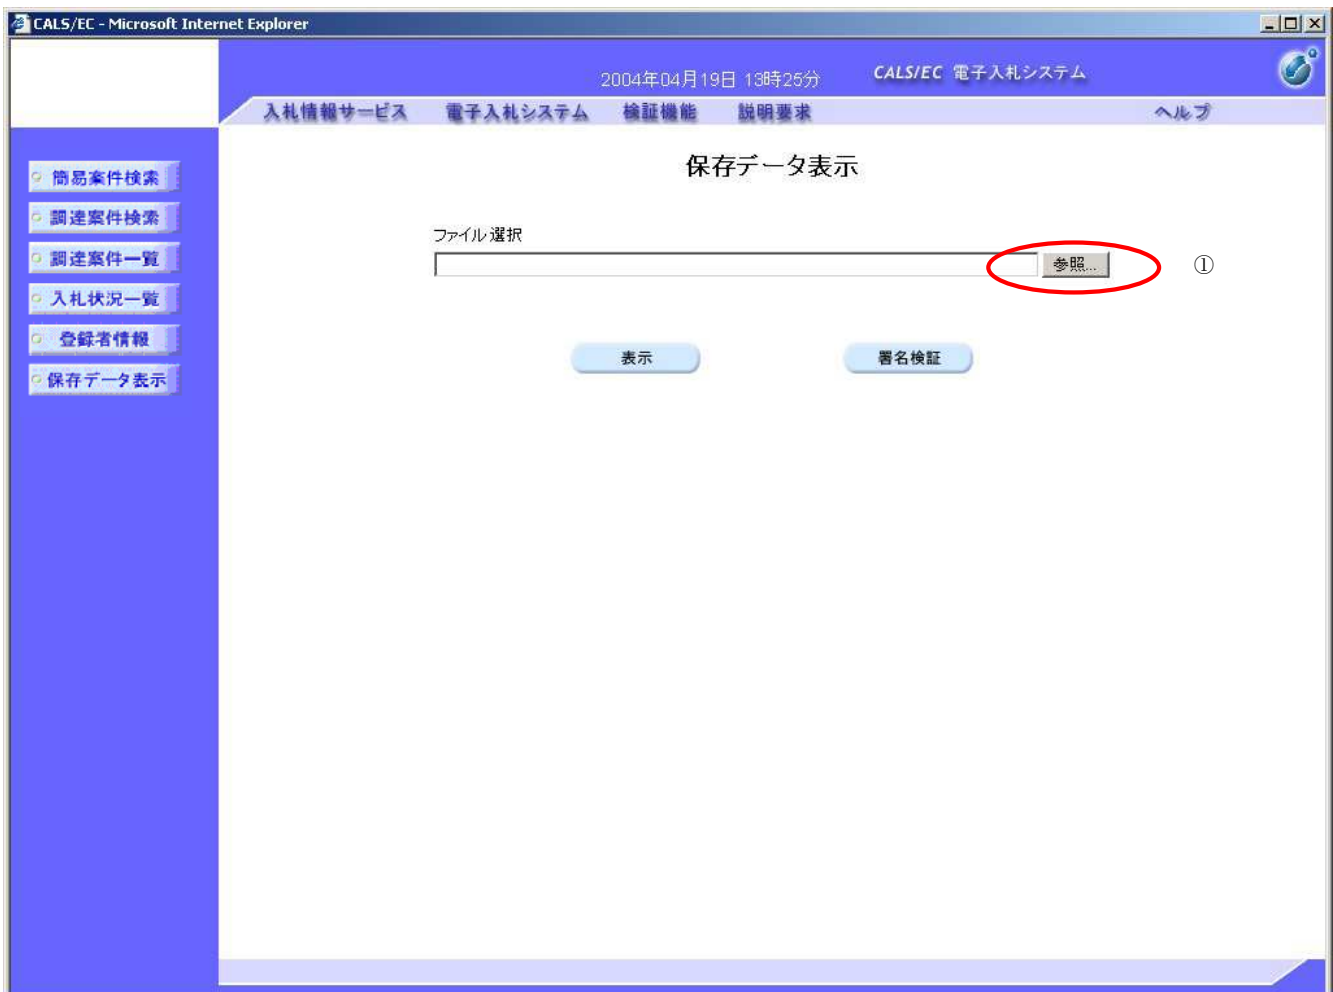 CALS/EC - Microsoft Internet Explorer
2004年04月19日 13時25分
CALS/EC 電子入札システム
入札情報サービス 電子入札システム 検証機能 説明要求 ヘルプ
簡易案件検索
調達案件検索
調達案件一覧
入札状況一覧
登録者情報
保存データ表示
保存データ表示
ファイル選択
参照...
①
表示
署名検証